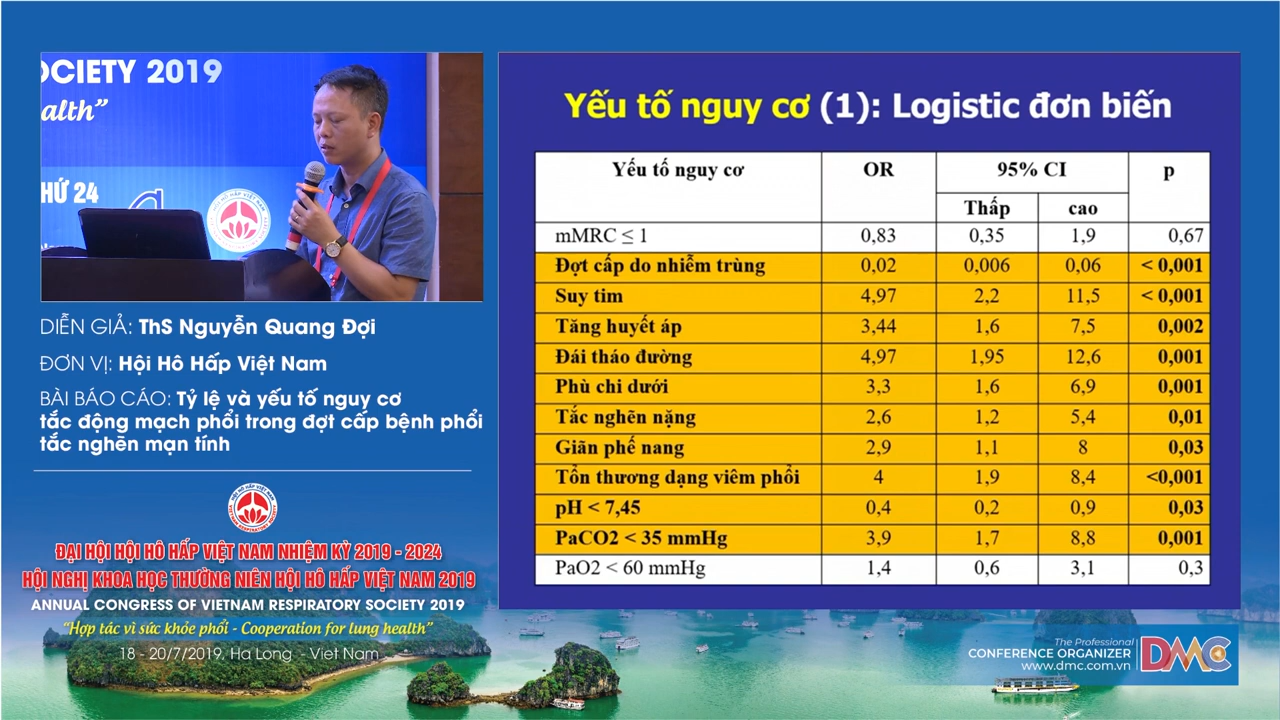 OCIETY 2019
alth”
HỨ 24
HỘI HÔ HẤP VIỆT NAM
DIỄN GIẢ: ThS Nguyễn Quang Đợi
ĐƠN VỊ: Hội Hô Hấp Việt Nam
BÀI BÁO CÁO: Tỷ lệ và yếu tố nguy cơ
tắc động mạch phổi trong đợt cấp bệnh phổi
tắc nghẽn mạn tính
HỘI HÔ HẤP VIỆT NAM
VIETNAM RESPIRATORY SOCIETY
ĐẠI HỘI HỘI HÔ HẤP VIỆT NAM NHIỆM KỲ 2019 - 2024
HỘI NGHỊ KHOA HỌC THƯỜNG NIÊN HỘI HÔ HẤP VIỆT NAM 2019
ANNUAL CONGRESS OF VIETNAM RESPIRATORY SOCIETY 2019
“Hợp tác vì sức khỏe phổi - Cooperation for lung health”
18 - 20/7/2019, Ha Long - Viet Nam
Yếu tố nguy cơ (1): Logistic đơn biến
Yếu tố nguy cơ OR 95% CI p
Thấp cao
mMRC ≤ 1 0,83 0,35 1,9 0,67
Đợt cấp do nhiễm trùng 0,02 0,006 0,06 < 0,001
Suy tim 4,97 2,2 11,5 < 0,001
Tăng huyết áp 3,44 1,6 7,5 0,002
Đái tháo đường 4,97 1,95 12,6 0,001
Phù chi dưới 3,3 1,6 6,9 0,001
Tắc nghẽn nặng 2,6 1,2 5,4 0,01
Giãn phế nang 2,9 1,1 8 0,03
Tổn thương dạng viêm phổi 4 1,9 8,4 <0,001
pH < 7,45 0,4 0,2 0,9 0,03
PaCO2 < 35 mmHg 3,9 1,7 8,8 0,001
PaO2 < 60 mmHg 1,4 0,6 3,1 0,3
The Professional
CONFERENCE ORGANIZER
www.dmc.com.vn
DMC